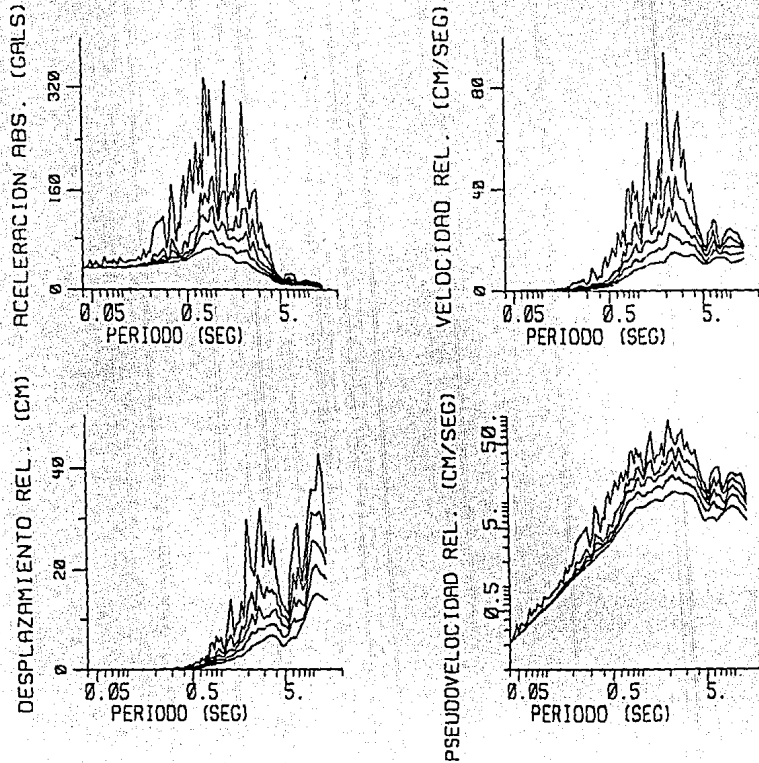 ACELERACION ABS. (GALS)
320
160
0
0.05 0.5 5.
PERIODO (SEG)
VELOCIDAD REL. (CM/SEG)
80
40
0
0.05 0.5 5.
PERIODO (SEG)
DESPLAZAMIENTO REL. (CM)
40
20
0
0.05 0.5 5.
PERIODO (SEG)
PSEUDOVELOCIDAD REL. (CM/SEG)
50.
5.
0.5
0.05 0.5 5.
PERIODO (SEG)